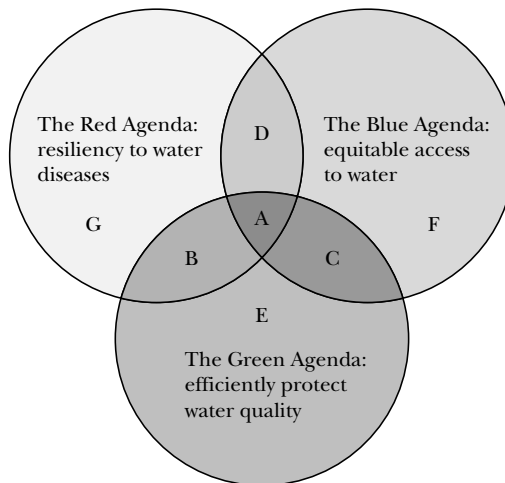 D
The Red Agenda:
resiliency to water
diseases
The Blue Agenda:
equitable access
to water
G
A
F
B
C
E
The Green Agenda:
efficiently protect
water quality